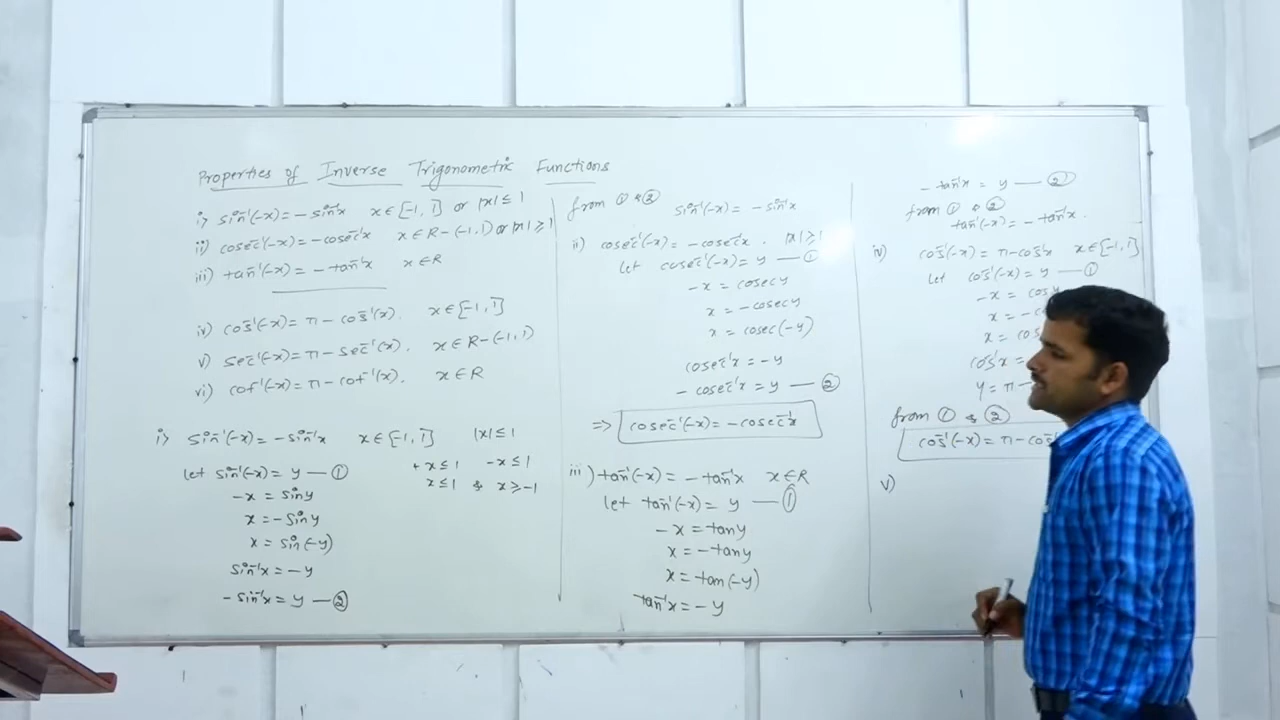 Properties of Inverse Trigonometric Functions
i) sin⁻¹(-x) = -sin⁻¹x x∈[-1,1] or |x| ≤ 1
ii) cosec⁻¹(-x) = -cosec⁻¹x x∈R-(-1,1) or |x| ≥ 1
iii) tan⁻¹(-x) = -tan⁻¹x x∈R
iv) cos⁻¹(-x) = π - cos⁻¹(x). x∈[-1,1]
v) sec⁻¹(-x) = π - sec⁻¹(x). x∈R-(-1,1)
vi) cot⁻¹(-x) = π - cot⁻¹(x). x∈R
i) sin⁻¹(-x) = -sin⁻¹x x∈[-1,1] |x| ≤ 1
let sin⁻¹(-x) = y — ① + x ≤ 1 -x ≤ 1
-x = sin y x ≤ 1 & x ≥ -1
x = -sin y
x = sin(-y)
sin⁻¹x = -y
-sin⁻¹x = y — ②
from ① & ②
sin⁻¹(-x) = -sin⁻¹x
ii) cosec⁻¹(-x) = -cosec⁻¹x. |x| ≥ 1
let cosec⁻¹(-x) = y — ①
-x = cosec y
x = -cosec y
x = cosec(-y)
cosec⁻¹x = -y
-cosec⁻¹x = y — ②
=> cosec⁻¹(-x) = -cosec⁻¹x
iii) tan⁻¹(-x) = -tan⁻¹x x∈R
let tan⁻¹(-x) = y — ①
-x = tan y
x = -tan y
x = tan(-y)
tan⁻¹x = -y
-tan⁻¹x = y — ②
from ① & ②
tan⁻¹(-x) = -tan⁻¹x.
iv) cos⁻¹(-x) = π - cos⁻¹x x∈[-1,1]
let cos⁻¹(-x) = y — ①
-x = cos y
x = -
x =
cos⁻¹x =
y = π -
from ① & ②
cos⁻¹(-x) = π - cos
v)